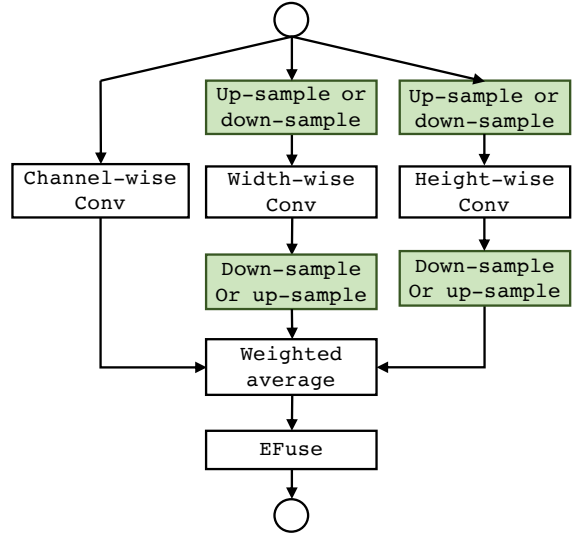 Up-sample or
down-sample
Up-sample or
down-sample
Channel-wise
Conv
Width-wise
Conv
Height-wise
Conv
Down-sample
Or up-sample
Down-sample
Or up-sample
Weighted
average
EFuse